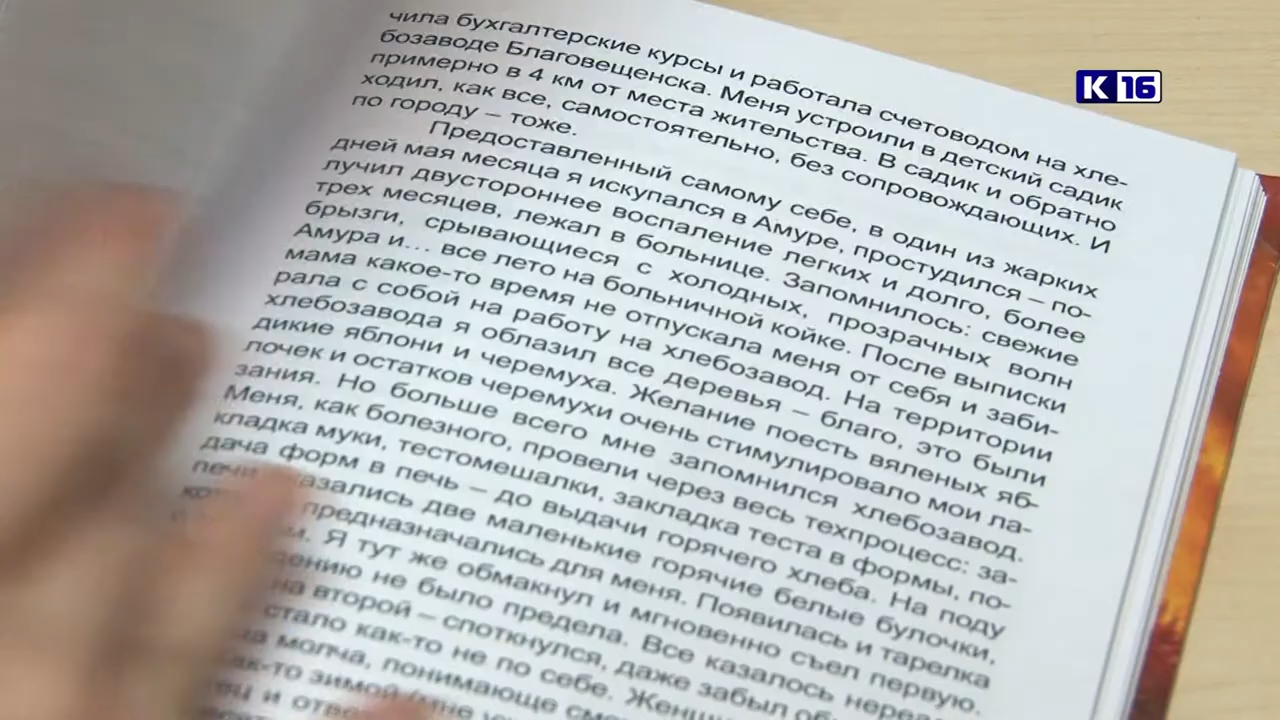 К 16
чила бухгалтерские курсы и работала счетоводом на хле-
бозаводе Благовещенска. Меня устроили в детский садик
примерно в 4 км от места жительства. В садик и обратно
ходил, как все, самостоятельно, без сопровождающих. И
по городу – тоже.
Предоставленный самому себе, в один из жарких
дней мая месяца я искупался в Амуре, простудился – по-
лучил двустороннее воспаление легких и долго, более
трех месяцев, лежал в больнице. Запомнилось: свежие
брызги, срывающиеся с холодных, прозрачных волн
Амура и... все лето на больничной койке. После выписки
мама какое-то время не отпускала меня от себя и заби-
рала с собой на работу на хлебозавод. На территории
хлебозавода я облазил все деревья – благо, это были
дикие яблони и черемуха. Желание поесть вяленых яб-
лочек и остатков черемухи очень стимулировало мои ла-
зания. Но больше всего мне запомнился хлебозавод.
Меня, как болезного, провели через весь техпроцесс: за-
кладка муки, тестомешалки, закладка теста в формы, по-
дача форм в печь – до выдачи горячего хлеба. На поду
печи оказались две маленькие горячие белые булочки,
предназначались для меня. Появилась и тарелка
Я тут же обмакнул и мгновенно съел первую.
не было предела. Все казалось
на второй – споткнулся, даже забыл
стало как-то не по себе.
молча, понимающе
зимой
и